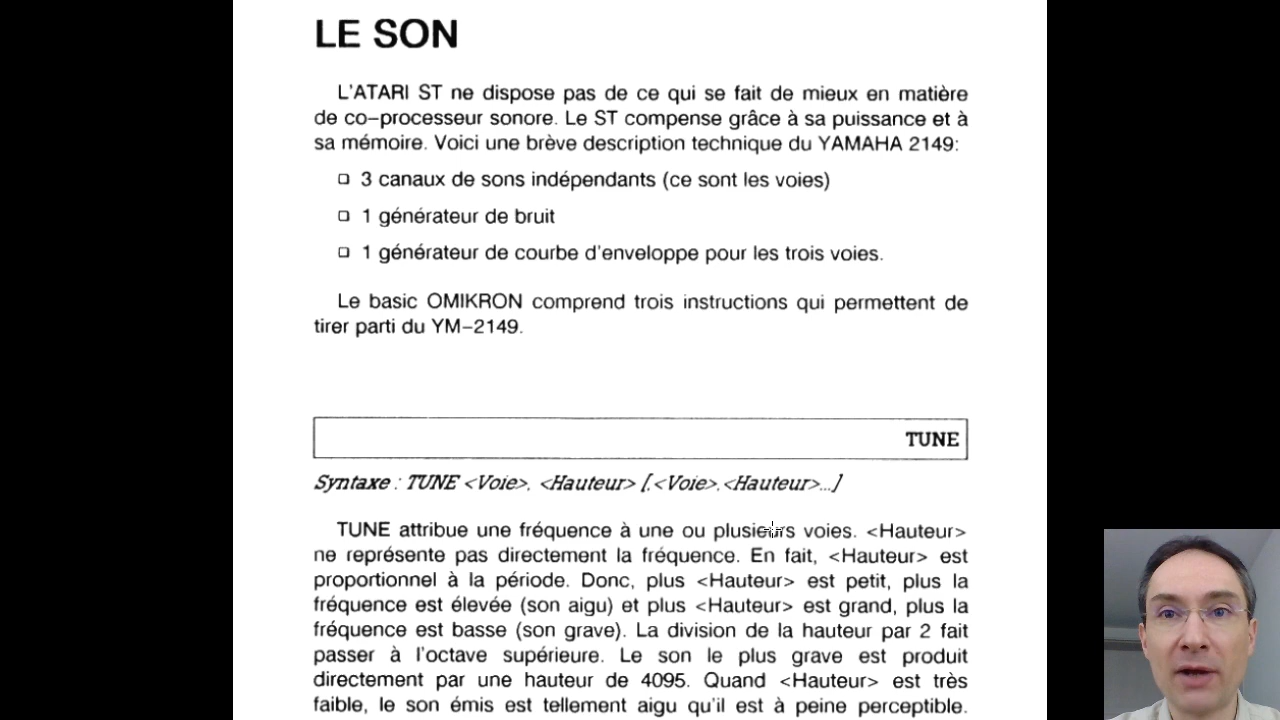 LE SON
L'ATARI ST ne dispose pas de ce qui se fait de mieux en matière
de co-processeur sonore. Le ST compense grâce à sa puissance et à
sa mémoire. Voici une brève description technique du YAMAHA 2149:
❑ 3 canaux de sons indépendants (ce sont les voies)
❑ 1 générateur de bruit
❑ 1 générateur de courbe d'enveloppe pour les trois voies.
Le basic OMIKRON comprend trois instructions qui permettent de
tirer parti du YM-2149.
TUNE
Syntaxe : TUNE <Voie>, <Hauteur> [,<Voie>,<Hauteur>...]
TUNE attribue une fréquence à une ou plusieurs voies. <Hauteur>
ne représente pas directement la fréquence. En fait, <Hauteur> est
proportionnel à la période. Donc, plus <Hauteur> est petit, plus la
fréquence est élevée (son aigu) et plus <Hauteur> est grand, plus la
fréquence est basse (son grave). La division de la hauteur par 2 fait
passer à l'octave supérieure. Le son le plus grave est produit
directement par une hauteur de 4095. Quand <Hauteur> est très
faible, le son émis est tellement aigu qu'il est à peine perceptible.